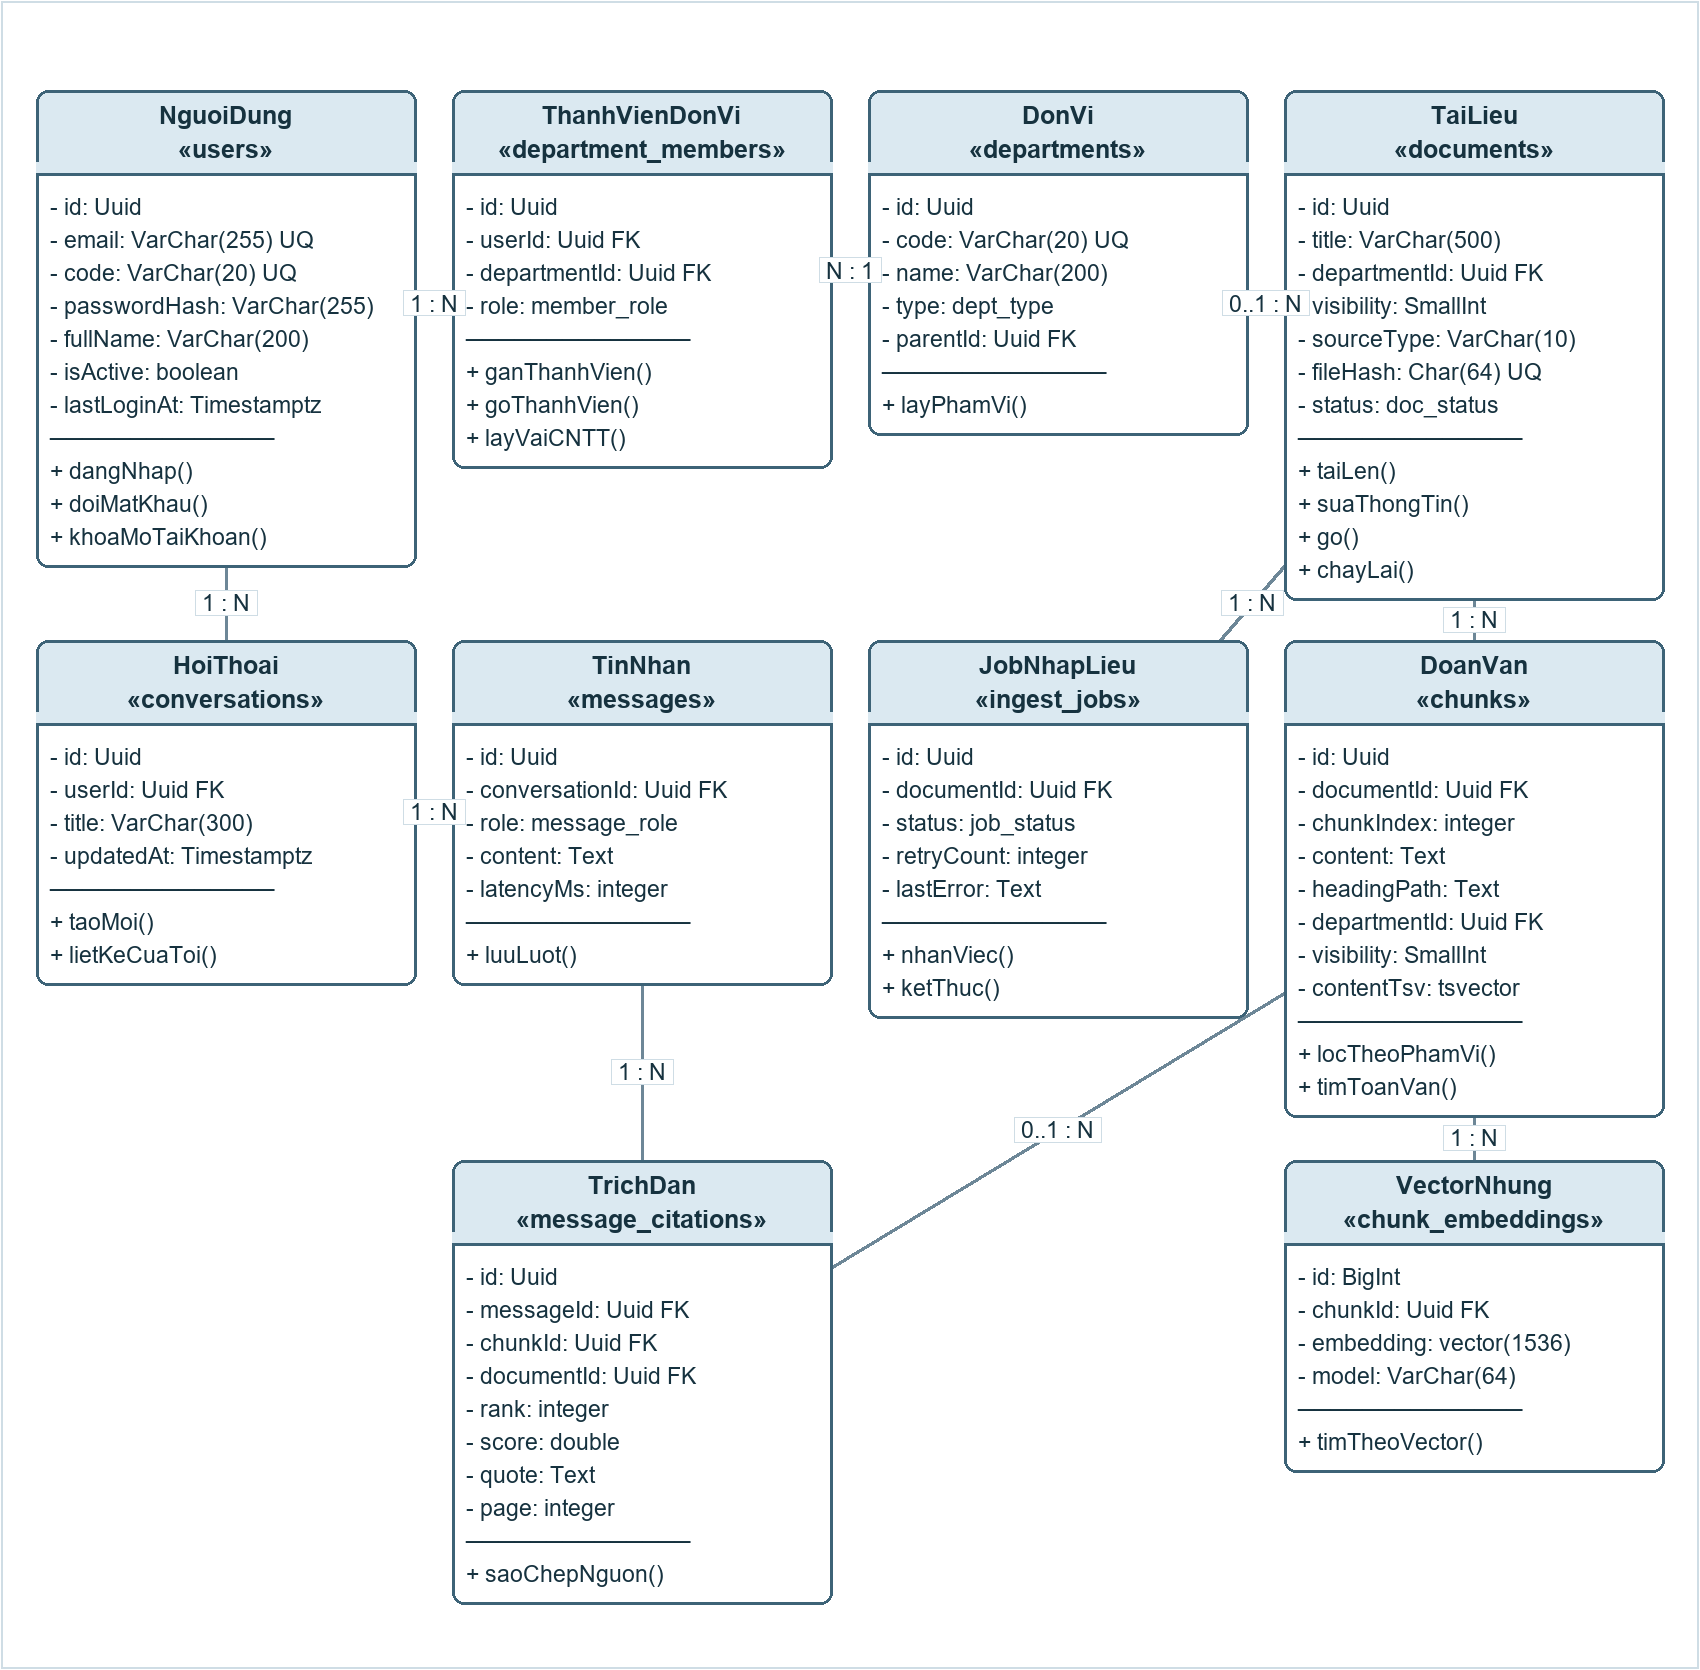 NguoiDung
«users»
- id: Uuid
- email: VarChar(255) UQ
- code: VarChar(20) UQ
- passwordHash: VarChar(255)
- fullName: VarChar(200)
- isActive: boolean
- lastLoginAt: Timestamptz
+ dangNhap()
+ doiMatKhau()
+ khoaMoTaiKhoan()
1 : N
ThanhVienDonVi
«department_members»
- id: Uuid
- userId: Uuid FK
- departmentId: Uuid FK
- role: member_role
+ ganThanhVien()
+ goThanhVien()
+ layVaiCNTT()
N : 1
DonVi
«departments»
- id: Uuid
- code: VarChar(20) UQ
- name: VarChar(200)
- type: dept_type
- parentId: Uuid FK
+ layPhamVi()
0..1 : N
TaiLieu
«documents»
- id: Uuid
- title: VarChar(500)
- departmentId: Uuid FK
visibility: SmallInt
- sourceType: VarChar(10)
- fileHash: Char(64) UQ
- status: doc_status
+ taiLen()
+ suaThongTin()
+ go()
+ chayLai()
1 : N
1 : N
1 : N
HoiThoai
«conversations»
- id: Uuid
- userId: Uuid FK
- title: VarChar(300)
- updatedAt: Timestamptz
+ taoMoi()
+ lietKeCuaToi()
1 : N
TinNhan
«messages»
- id: Uuid
- conversationId: Uuid FK
- role: message_role
- content: Text
- latencyMs: integer
+ luuLuot()
JobNhapLieu
«ingest_jobs»
- id: Uuid
- documentId: Uuid FK
- status: job_status
- retryCount: integer
- lastError: Text
+ nhanViec()
+ ketThuc()
DoanVan
«chunks»
- id: Uuid
- documentId: Uuid FK
- chunkIndex: integer
- content: Text
- headingPath: Text
- departmentId: Uuid FK
- visibility: SmallInt
- contentTsv: tsvector
+ locTheoPhamVi()
+ timToanVan()
1 : N
0..1 : N
1 : N
TrichDan
«message_citations»
- id: Uuid
- messageId: Uuid FK
- chunkId: Uuid FK
- documentId: Uuid FK
- rank: integer
- score: double
- quote: Text
- page: integer
+ saoChepNguon()
VectorNhung
«chunk_embeddings»
- id: BigInt
- chunkId: Uuid FK
- embedding: vector(1536)
- model: VarChar(64)
+ timTheoVector()